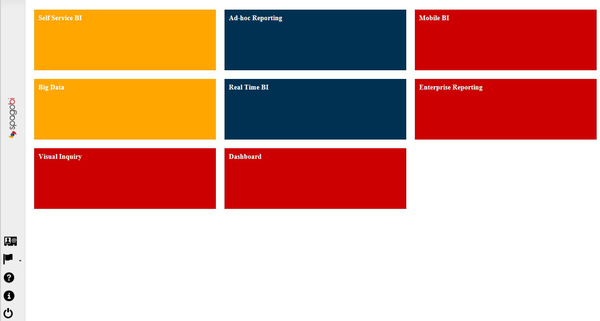 Self Service BI
Ad-hoc Reporting
Mobile BI
Big Data
Real Time BI
Enterprise Reporting
Visual Inquiry
Dashboard
spagobi